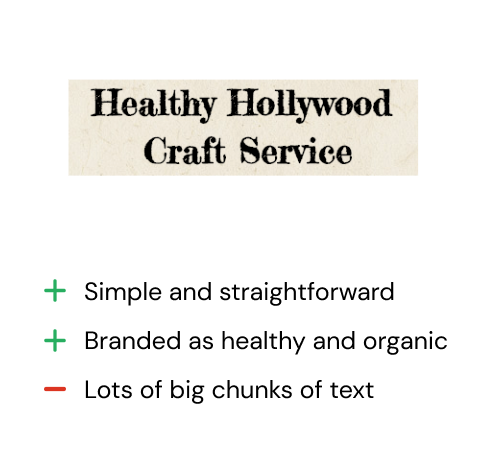 Healthy Hollywood
Craft Service
+ Simple and straightforward
+ Branded as healthy and organic
− Lots of big chunks of text